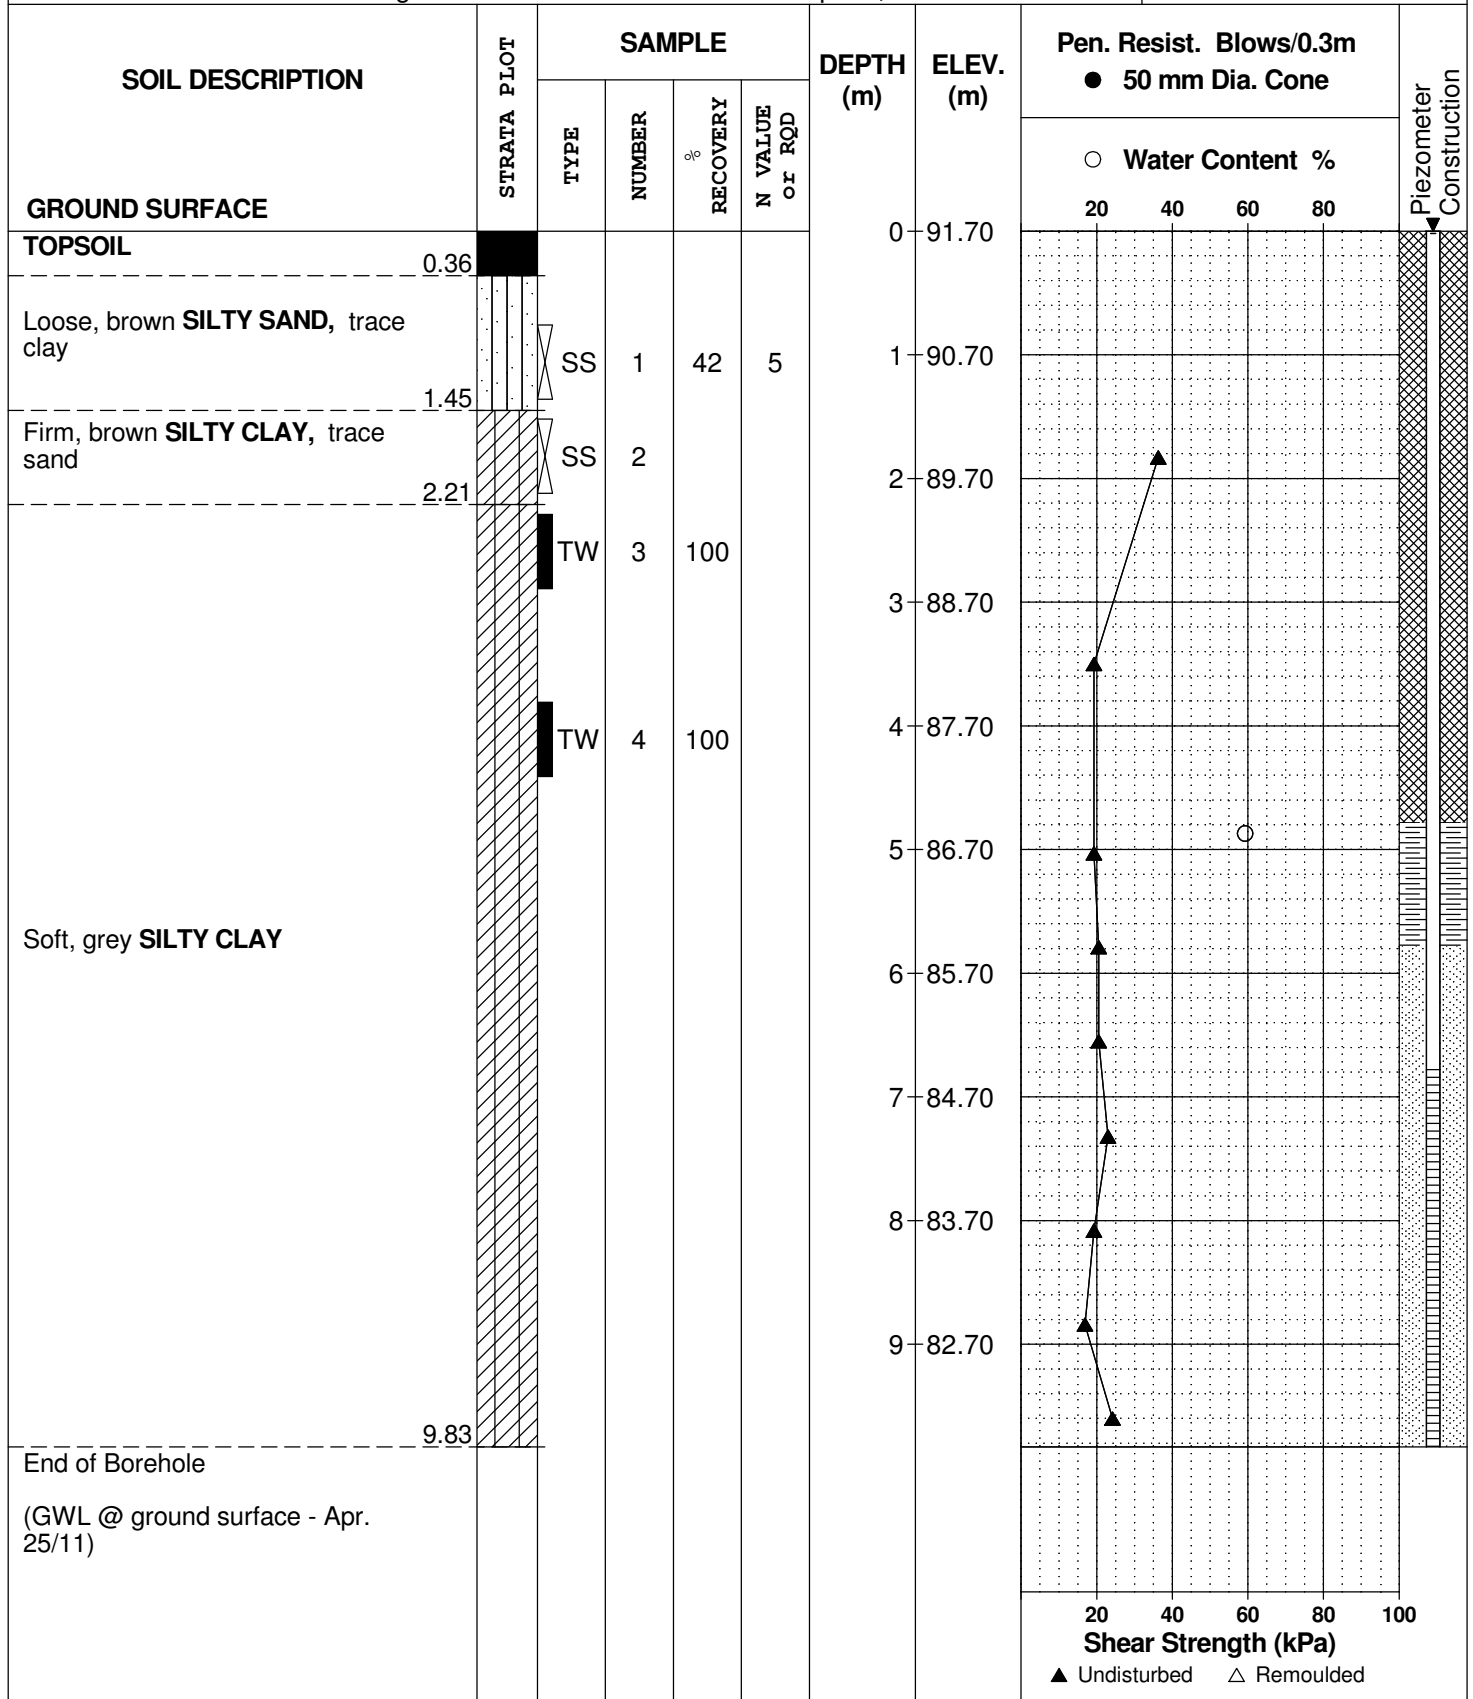 SOIL DESCRIPTION
GROUND SURFACE
STRATA PLOT
SAMPLE
TYPE
NUMBER
% RECOVERY
N VALUE or RQD
DEPTH (m)
ELEV. (m)
Pen. Resist. Blows/0.3m
● 50 mm Dia. Cone
○ Water Content %
20 40 60 80
Piezometer
Construction
TOPSOIL
0.36
Loose, brown SILTY SAND, trace
clay
1.45
Firm, brown SILTY CLAY, trace
sand
2.21
Soft, grey SILTY CLAY
9.83
End of Borehole
(GWL @ ground surface - Apr.
25/11)
SS 1 42 5
SS 2
TW 3 100
TW 4 100
0 91.70
1 90.70
2 89.70
3 88.70
4 87.70
5 86.70
6 85.70
7 84.70
8 83.70
9 82.70
20 40 60 80 100
Shear Strength (kPa)
▲ Undisturbed △ Remoulded